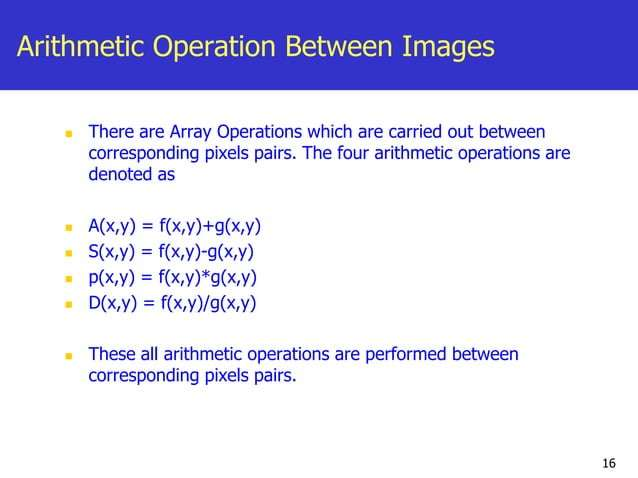 Arithmetic Operation Between Images
There are Array Operations which are carried out between
corresponding pixels pairs. The four arithmetic operations are
denoted as
A(x,y) = f(x,y)+g(x,y)
S(x,y) = f(x,y)-g(x,y)
p(x,y) = f(x,y)*g(x,y)
D(x,y) = f(x,y)/g(x,y)
These all arithmetic operations are performed between
corresponding pixels pairs.
16